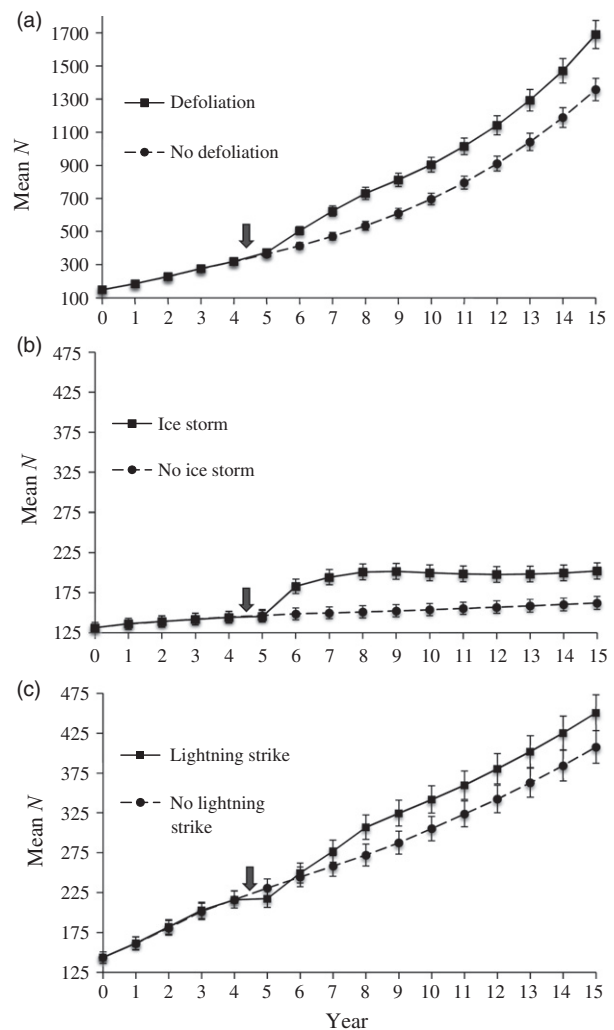 (a)
1700
1500
1300
1100
900
700
500
300
100
Mean N
Defoliation
No defoliation
0 1 2 3 4 5 6 7 8 9 10 11 12 13 14 15
(b)
475
425
375
325
275
225
175
125
Mean N
Ice storm
No ice storm
0 1 2 3 4 5 6 7 8 9 10 11 12 13 14 15
(c)
475
425
375
325
275
225
175
125
Mean N
Lightning strike
No lightning
strike
0 1 2 3 4 5 6 7 8 9 10 11 12 13 14 15
Year